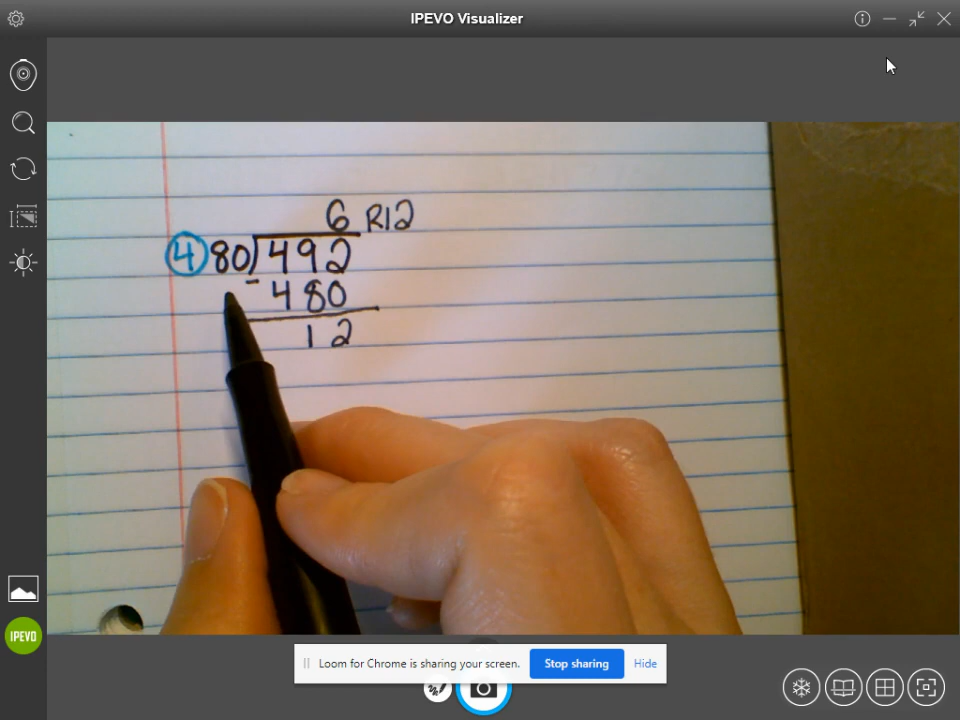 IPEVO Visualizer
6 R12
4 80)492
- 480
12
IPEVO
Loom for Chrome is sharing your screen. Stop sharing Hide